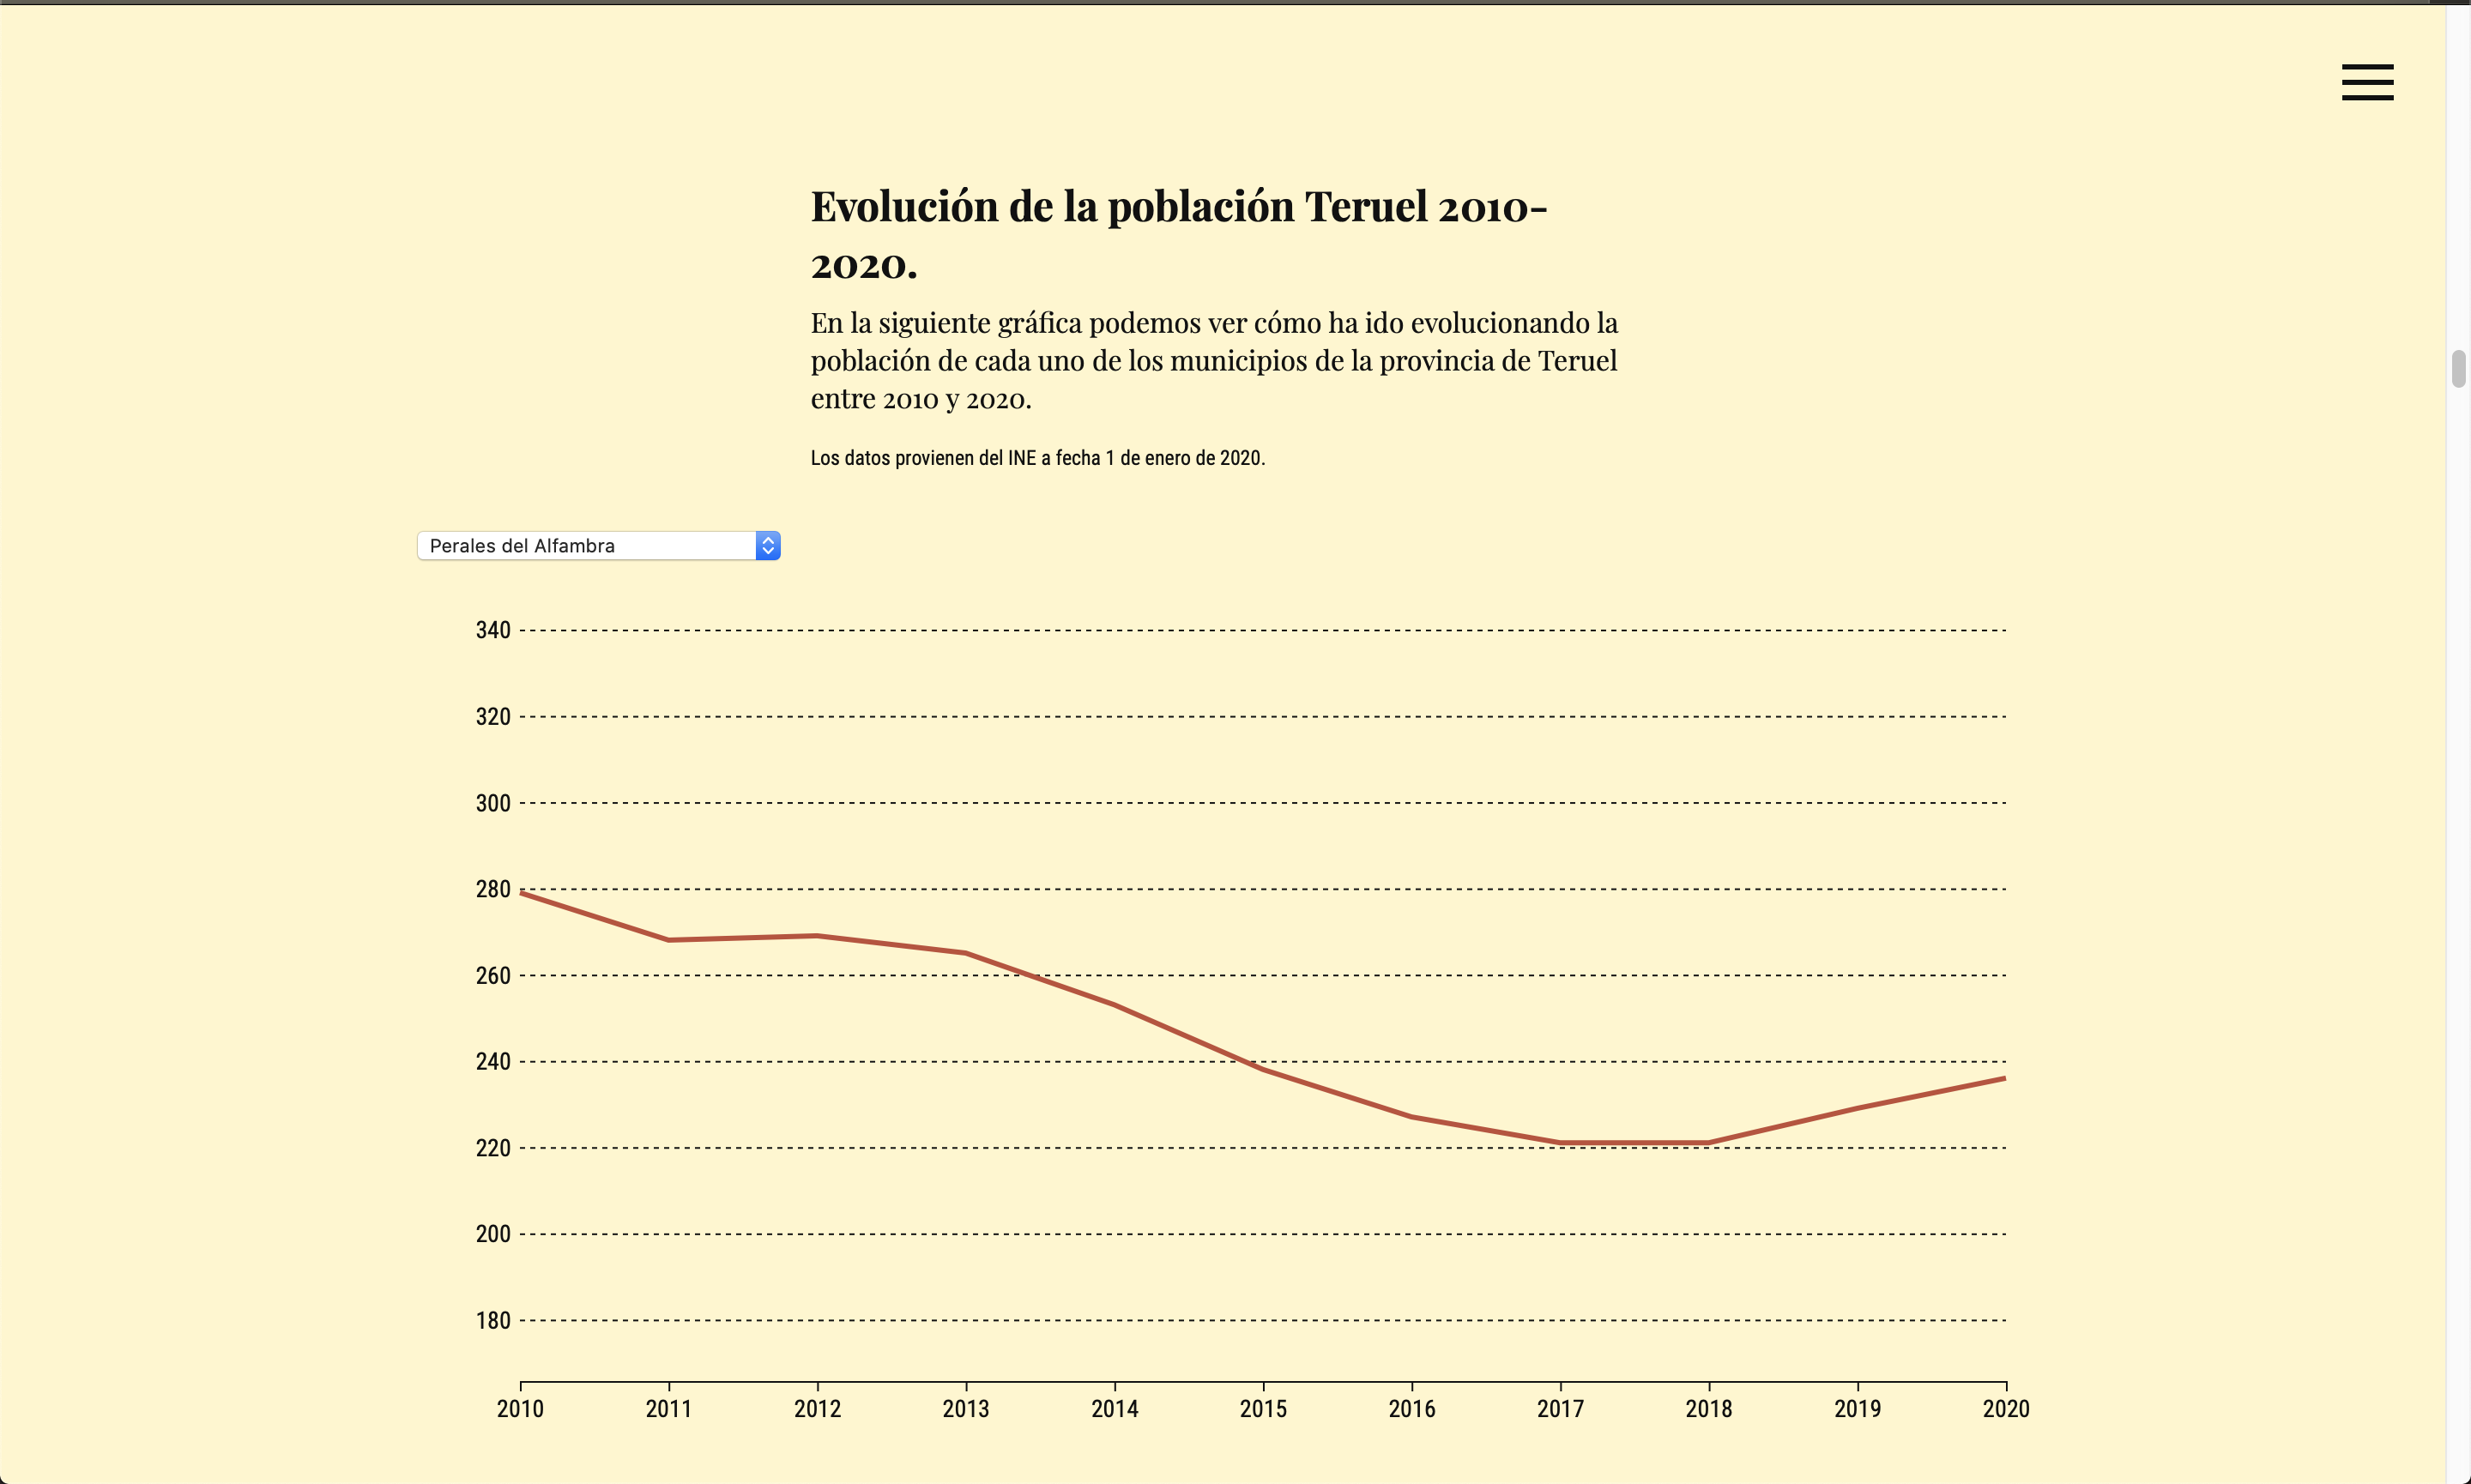 Evolución de la población Teruel 2010-
2020.
En la siguiente gráfica podemos ver cómo ha ido evolucionando la
población de cada uno de los municipios de la provincia de Teruel
entre 2010 y 2020.
Los datos provienen del INE a fecha 1 de enero de 2020.
Perales del Alfambra
340
320
300
280
260
240
220
200
180
2010 2011 2012 2013 2014 2015 2016 2017 2018 2019 2020